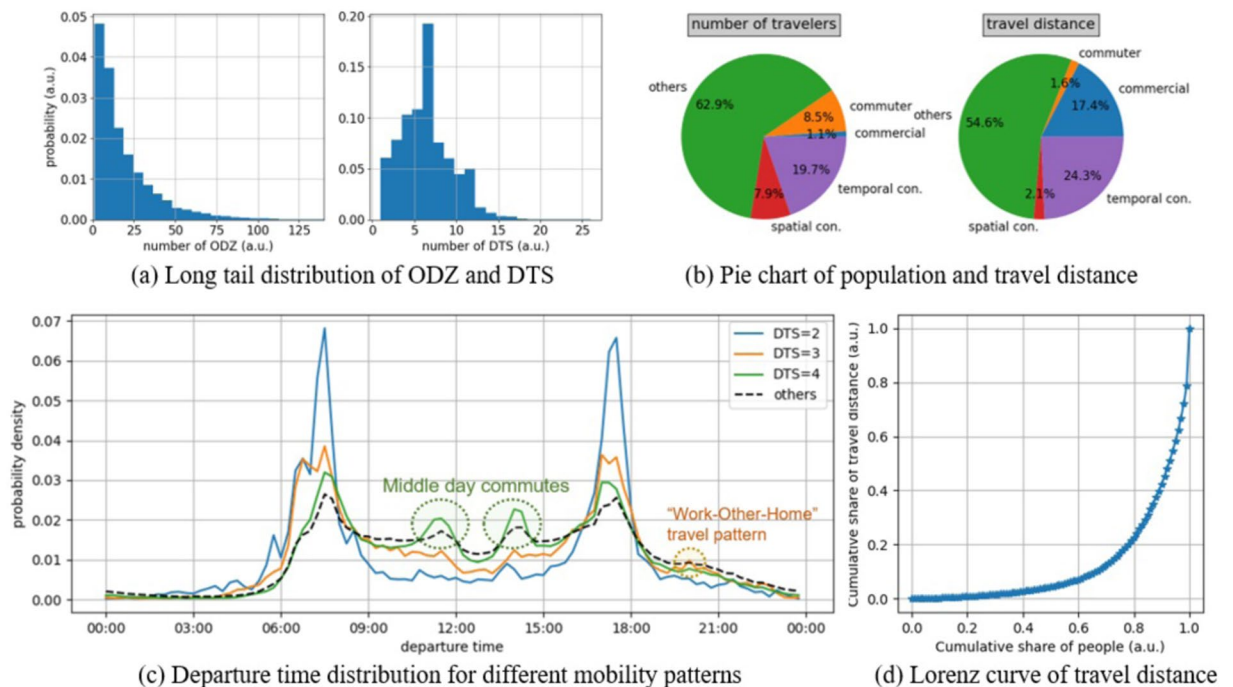 0.05
0.04
0.03
0.02
0.01
0.00
probability (a.u.)
0 25 50 75 100 125
number of ODZ (a.u.)
0.20
0.15
0.10
0.05
0.00
0 5 10 15 20 25
number of DTS (a.u.)
(a) Long tail distribution of ODZ and DTS
number of travelers
others
62.9%
commuter
8.5%
commercial
1.1%
19.7%
temporal con.
7.9%
spatial con.
travel distance
commuter
1.6%
commercial
17.4%
others
54.6%
24.3%
temporal con.
2.1%
spatial con.
(b) Pie chart of population and travel distance
0.07
0.06
0.05
0.04
0.03
0.02
0.01
0.00
probability density
DTS=2
DTS=3
DTS=4
others
Middle day commutes
“Work-Other-Home”
travel pattern
00:00 03:00 06:00 09:00 12:00 15:00 18:00 21:00 00:00
departure time
(c) Departure time distribution for different mobility patterns
1.0
0.8
0.6
0.4
0.2
0.0
Cumulative share of travel distance (a.u.)
0.0 0.2 0.4 0.6 0.8 1.0
Cumulative share of people (a.u.)
(d) Lorenz curve of travel distance